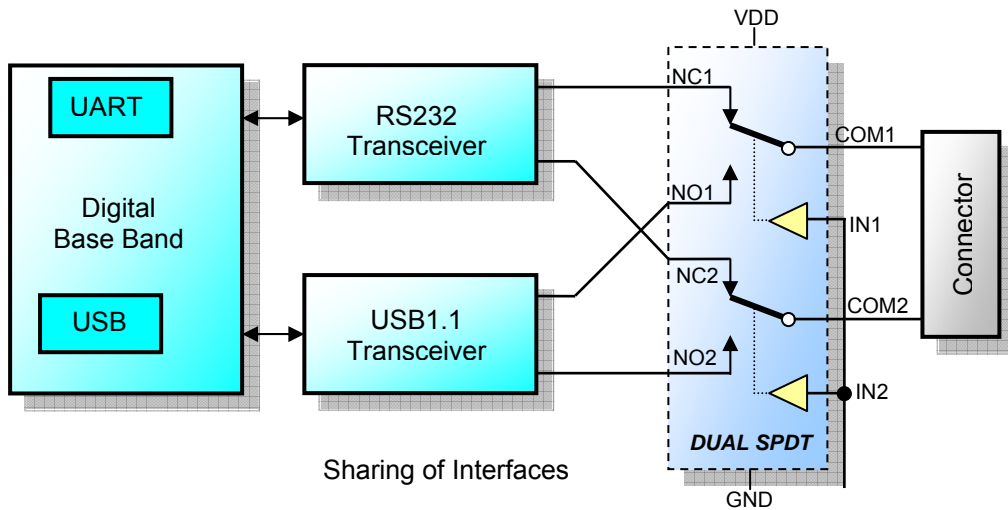 VDD
UART
Digital
Base Band
USB
RS232
Transceiver
USB1.1
Transceiver
NC1
NO1
NC2
NO2
COM1
IN1
COM2
IN2
DUAL SPDT
GND
Connector
Sharing of Interfaces